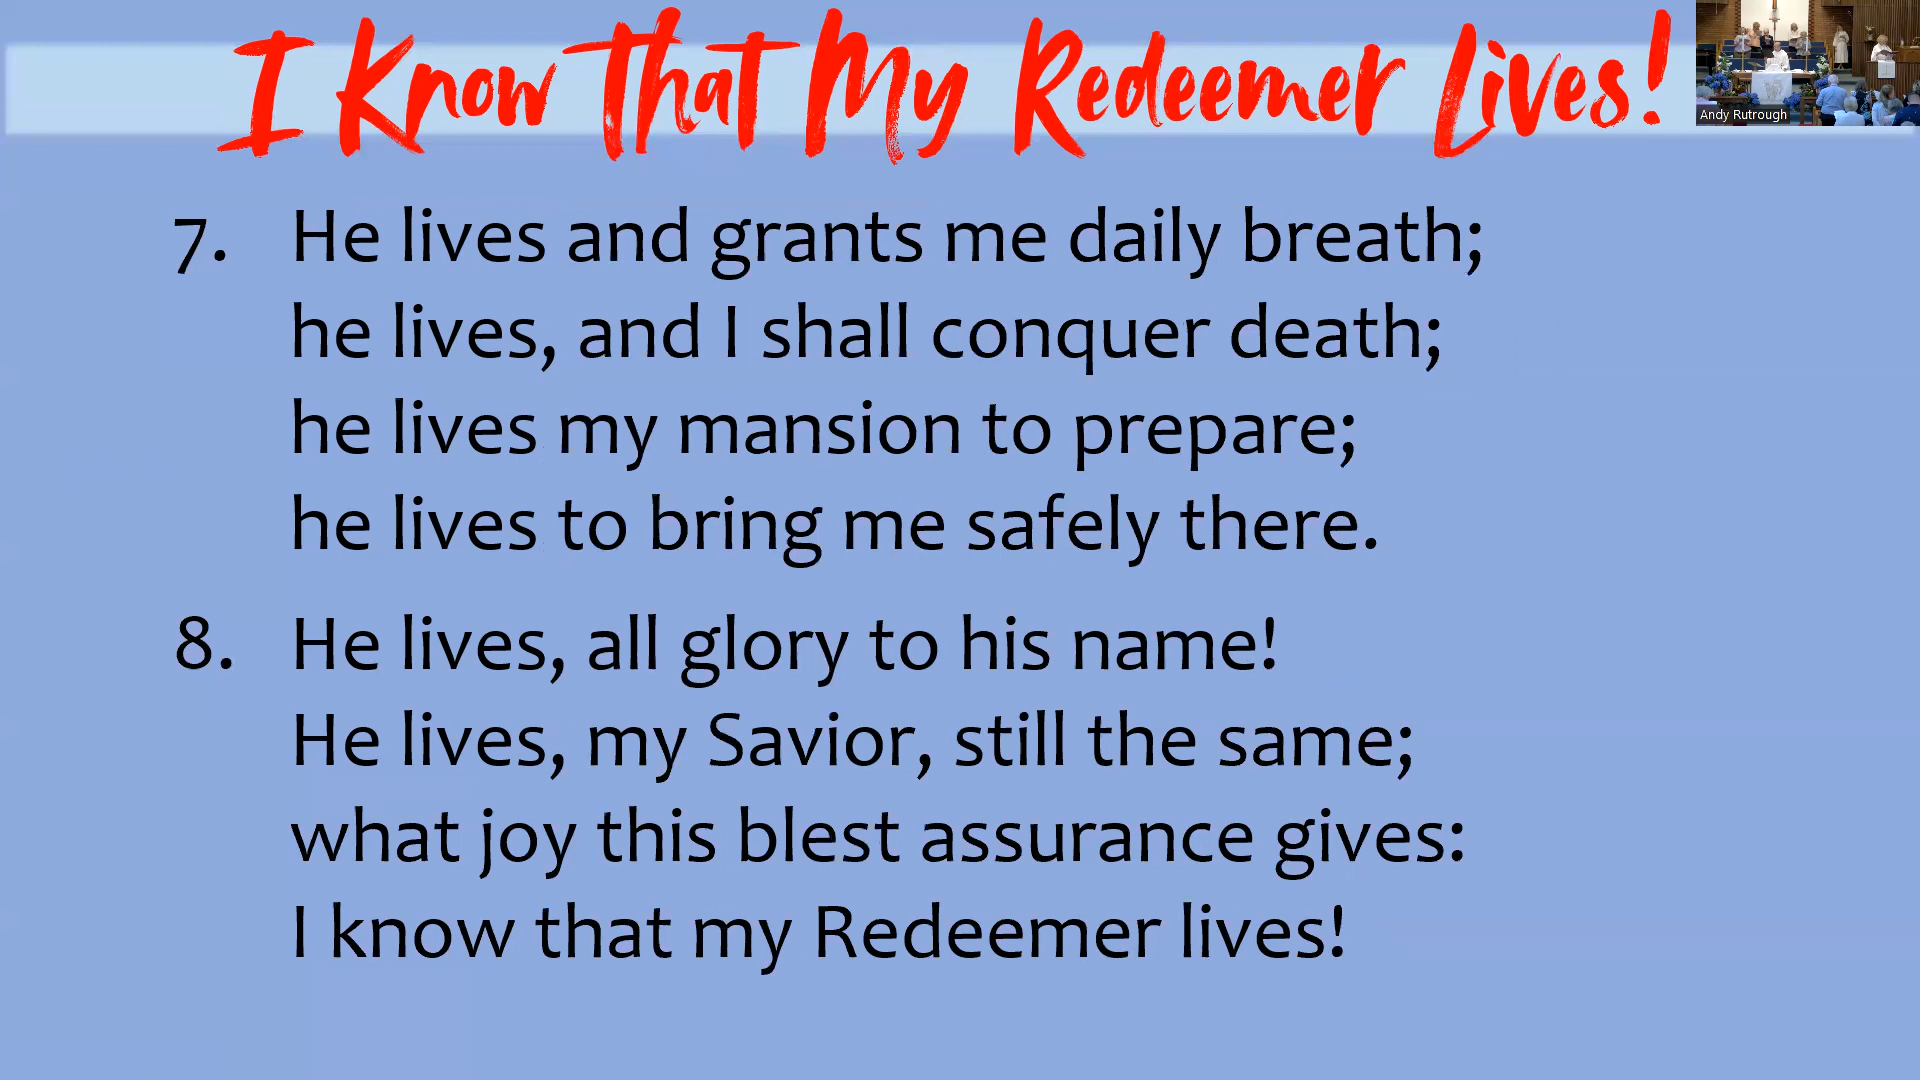 I Know That My Redeemer Lives!
Andy Rutrough
7. He lives and grants me daily breath;
he lives, and I shall conquer death;
he lives my mansion to prepare;
he lives to bring me safely there.
8. He lives, all glory to his name!
He lives, my Savior, still the same;
what joy this blest assurance gives:
I know that my Redeemer lives!